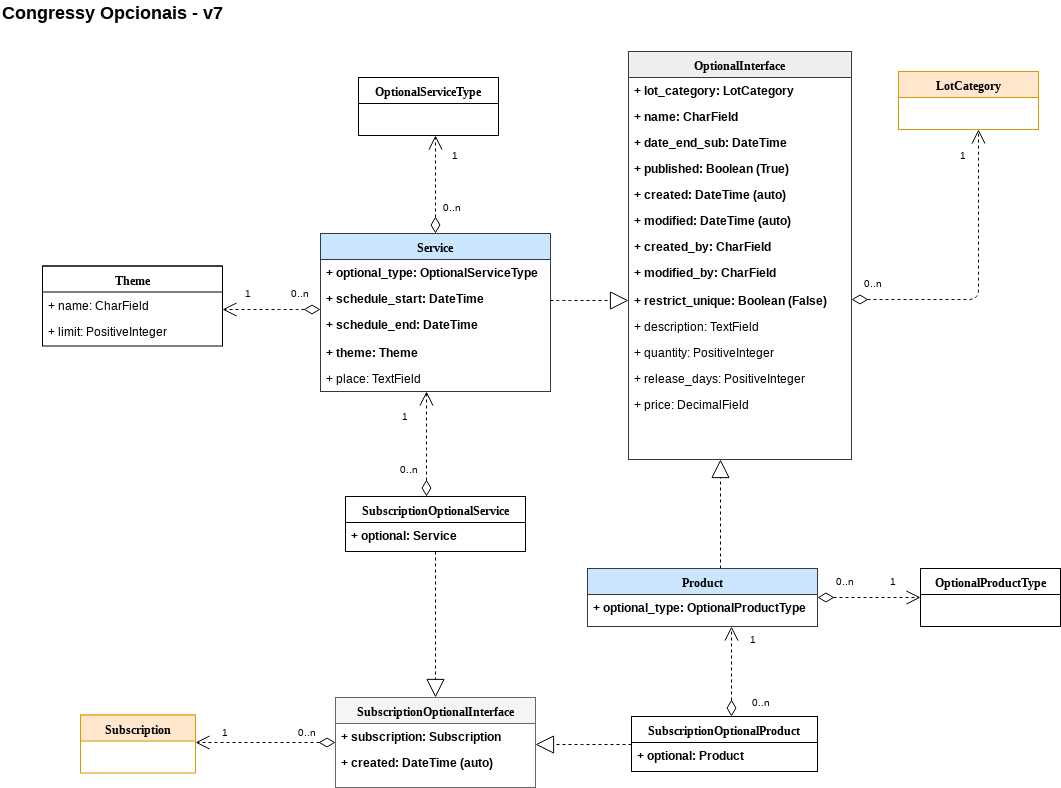 Congressy Opcionais - v7
OptionalServiceType
1
0..n
OptionalInterface
+ lot_category: LotCategory
+ name: CharField
+ date_end_sub: DateTime
+ published: Boolean (True)
+ created: DateTime (auto)
+ modified: DateTime (auto)
+ created_by: CharField
+ modified_by: CharField
+ restrict_unique: Boolean (False)
+ description: TextField
+ quantity: PositiveInteger
+ release_days: PositiveInteger
+ price: DecimalField
LotCategory
1
0..n
Theme
+ name: CharField
+ limit: PositiveInteger
1
0..n
Service
+ optional_type: OptionalServiceType
+ schedule_start: DateTime
+ schedule_end: DateTime
+ theme: Theme
+ place: TextField
1
0..n
SubscriptionOptionalService
+ optional: Service
Product
+ optional_type: OptionalProductType
0..n
1
OptionalProductType
1
0..n
Subscription
1
0..n
SubscriptionOptionalInterface
+ subscription: Subscription
+ created: DateTime (auto)
SubscriptionOptionalProduct
+ optional: Product